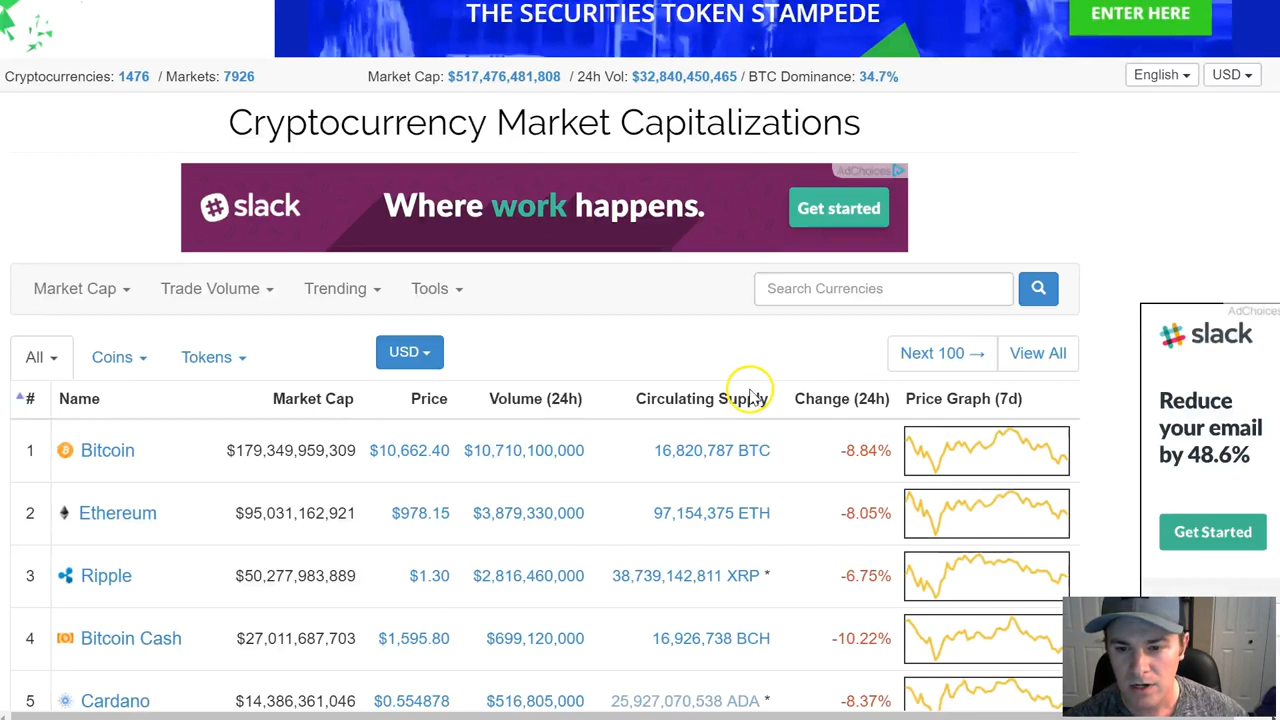 THE SECURITIES TOKEN STAMPEDE
ENTER HERE
Cryptocurrencies: 1476 / Markets: 7926
Market Cap: $517,476,481,808 / 24h Vol: $32,840,450,465 / BTC Dominance: 34.7%
English
USD
Cryptocurrency Market Capitalizations
AdChoices
slack
Where work happens.
Get started
Market Cap
Trade Volume
Trending
Tools
Search Currencies
All
Coins
Tokens
USD
Next 100 →
View All
# Name Market Cap Price Volume (24h) Circulating Supply Change (24h) Price Graph (7d)
1 Bitcoin $179,349,959,309 $10,662.40 $10,710,100,000 16,820,787 BTC -8.84%
2 Ethereum $95,031,162,921 $978.15 $3,879,330,000 97,154,375 ETH -8.05%
3 Ripple $50,277,983,889 $1.30 $2,816,460,000 38,739,142,811 XRP * -6.75%
4 Bitcoin Cash $27,011,687,703 $1,595.80 $699,120,000 16,926,738 BCH -10.22%
5 Cardano $14,386,361,046 $0.554878 $516,805,000 25,927,070,538 ADA * -8.37%
AdChoices
slack
Reduce
your email
by 48.6%
Get Started